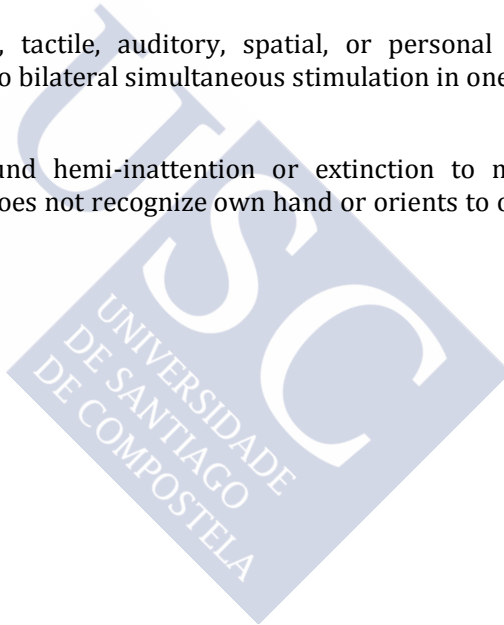 , tactile, auditory, spatial, or personal
o bilateral simultaneous stimulation in one
und hemi-inattention or extinction to
oes not recognize own hand or orients to
USC
UNIVERSIDADE
DE SANTIAGO
DE COMPOSTELA